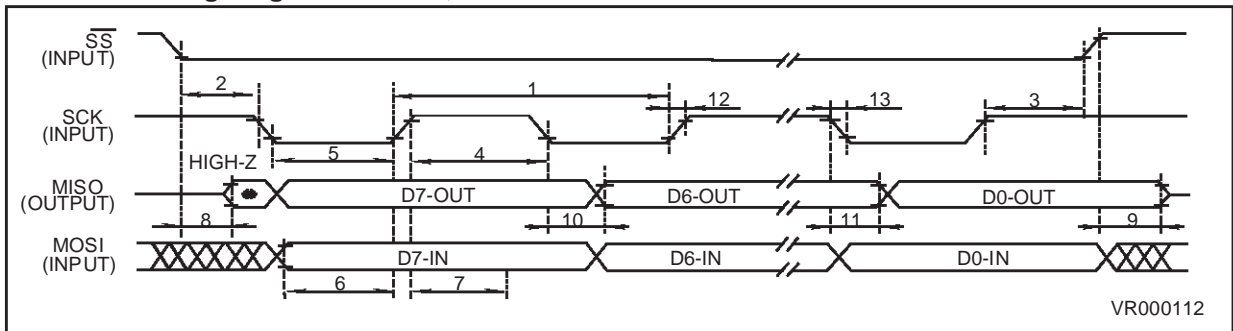 SS
(INPUT)
2
1
12
13
3
SCK
(INPUT)
5
4
HIGH-Z
MISO
(OUTPUT)
D7-OUT
D6-OUT
D0-OUT
8
10
11
9
MOSI
(INPUT)
D7-IN
D6-IN
D0-IN
6
7
VR000112